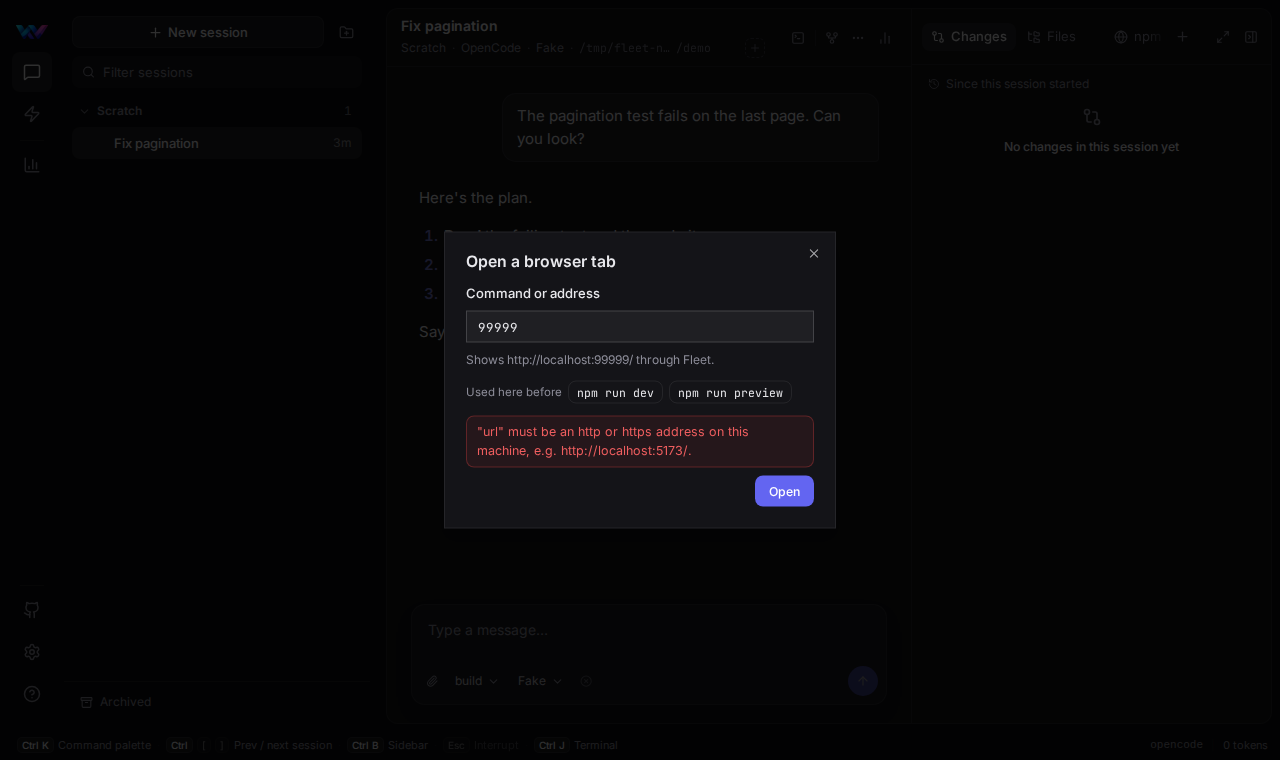 New session
Filter sessions
Scratch 1
Fix pagination 3m
Archived
Fix pagination
Scratch · OpenCode · Fake · /tmp/fleet-n… /demo
The pagination test fails on the last page. Can
you look?
Here's the plan.
1.
2.
3.
Say
Open a browser tab
Command or address
99999
Shows http://localhost:99999/ through Fleet.
Used here before npm run dev npm run preview
"url" must be an http or https address on this
machine, e.g. http://localhost:5173/.
Open
Type a message...
build Fake
Changes Files npm
Since this session started
No changes in this session yet
Ctrl K Command palette Ctrl [ ] Prev / next session Ctrl B Sidebar Esc Interrupt Ctrl J Terminal
opencode 0 tokens